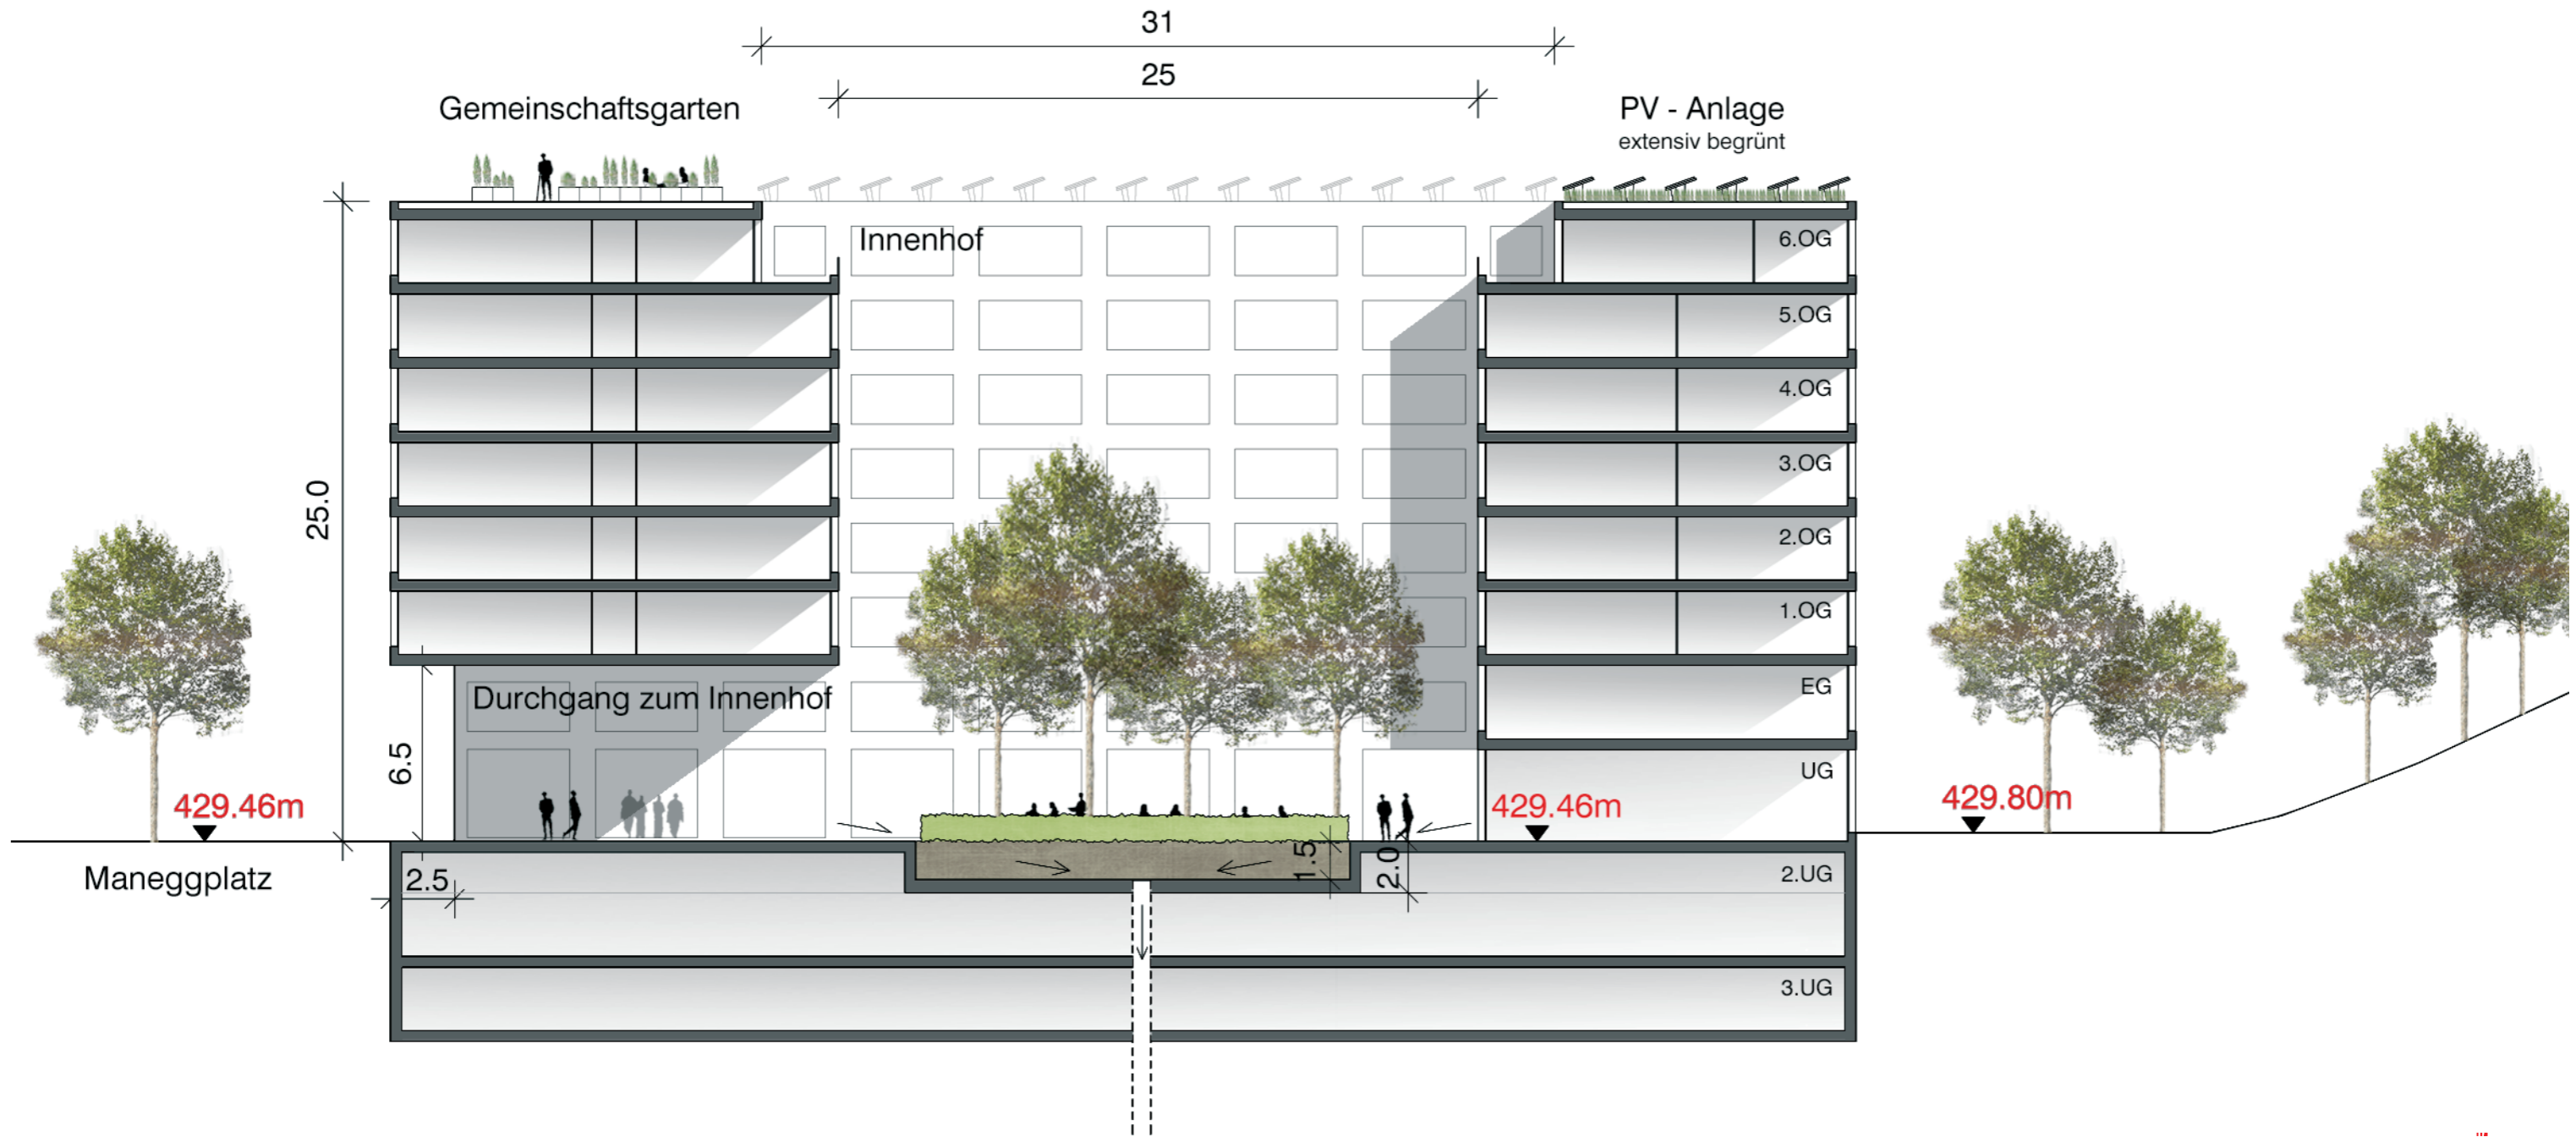 31
25
Gemeinschaftsgarten
PV - Anlage
extensiv begrünt
Innenhof
6.OG
5.OG
4.OG
3.OG
25.0
2.OG
1.OG
Durchgang zum Innenhof
EG
6.5
UG
429.46m
429.46m
429.80m
Maneggplatz
2.5
1.5
2.0
2.UG
3.UG